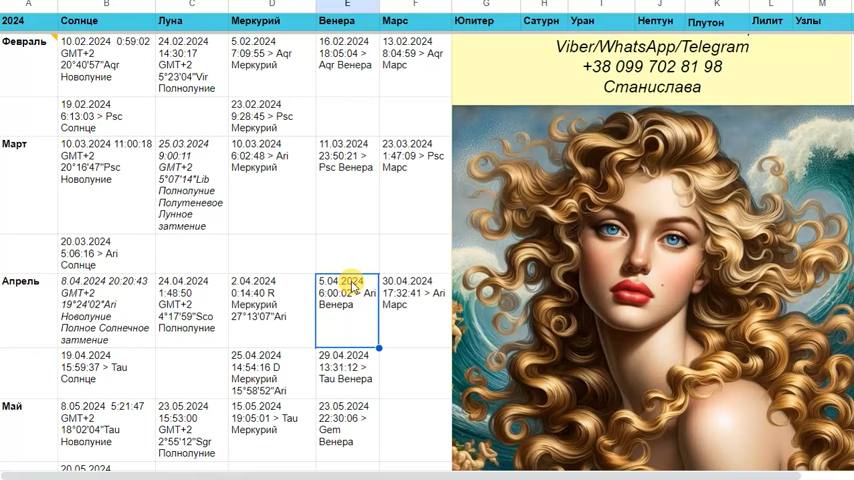 A B C D E F G H I J K L M
2024 Солнце Луна Меркурий Венера Марс Юпитер Сатурн Уран Нептун Плутон Лилит Узлы
Февраль
10.02.2024 0:59:02
GMT+2
20°40'57"Aqr
Новолуние
24.02.2024
14:30:17
GMT+2
5°23'04"Vir
Полнолуние
5.02.2024
7:09:55 > Aqr
Меркурий
16.02.2024
18:05:04 >
Aqr Венера
13.02.2024
8:04:59 > Aqr
Марс
19.02.2024
6:13:03 > Psc
Солнце
23.02.2024
9:28:45 > Psc
Меркурий
Март
10.03.2024 11:00:18
GMT+2
20°16'47"Psc
Новолуние
25.03.2024
9:00:11
GMT+2
5°07'14"Lib
Полнолуние
Полутеневое
Лунное
затмение
10.03.2024
6:02:48 > Ari
Меркурий
11.03.2024
23:50:21 >
Psc Венера
23.03.2024
1:47:09 > Psc
Марс
20.03.2024
5:06:16 > Ari
Солнце
Апрель
8.04.2024 20:20:43
GMT+2
19°24'02"Ari
Новолуние
Полное Солнечное
затмение
24.04.2024
1:48:50
GMT+2
4°17'59"Sco
Полнолуние
2.04.2024
0:14:40 R
Меркурий
27°13'07"Ari
5.04.2024
6:00:02 > Ari
Венера
30.04.2024
17:32:41 > Ari
Марс
19.04.2024
15:59:37 > Tau
Солнце
25.04.2024
14:54:16 D
Меркурий
15°58'52"Ari
29.04.2024
13:31:12 >
Tau Венера
Май
8.05.2024 5:21:47
GMT+2
18°02'04"Tau
Новолуние
23.05.2024
15:53:00
GMT+2
2°55'12"Sgr
Полнолуние
15.05.2024
19:05:01 > Tau
Меркурий
23.05.2024
22:30:06 >
Gem
Венера
20.05.2024
Viber/WhatsApp/Telegram
+38 099 702 81 98
Станислава